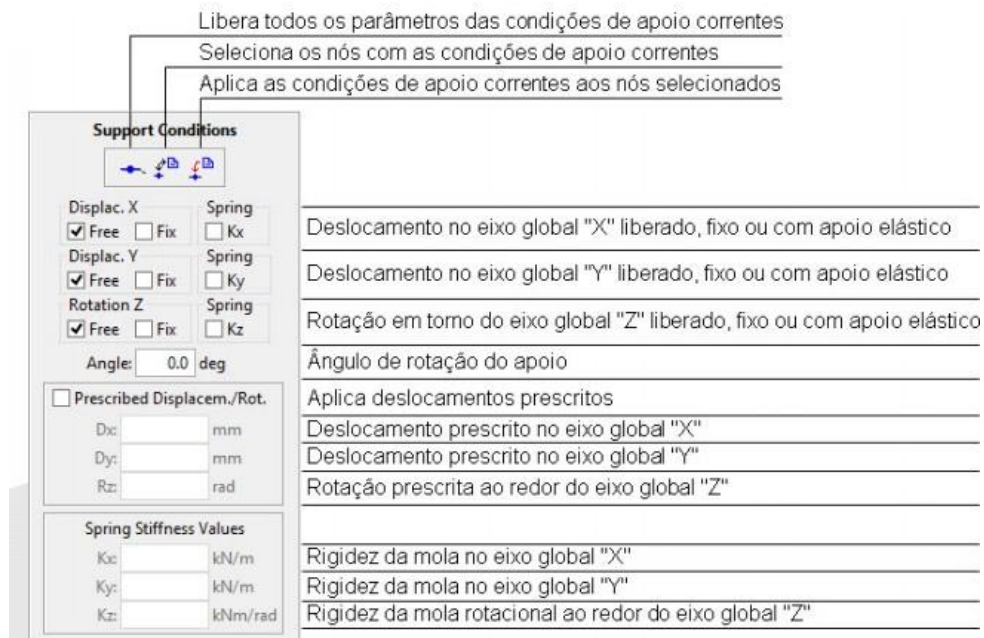 Libera todos os parâmetros das condições de apoio correntes
Seleciona os nós com as condições de apoio correntes
Aplica as condições de apoio correntes aos nós selecionados
Support Conditions
Displac. X Spring
Free Fix Kx
Deslocamento no eixo global "X" liberado, fixo ou com apoio elástico
Displac. Y Spring
Free Fix Ky
Deslocamento no eixo global "Y" liberado, fixo ou com apoio elástico
Rotation Z Spring
Free Fix Kz
Rotação em torno do eixo global "Z" liberado, fixo ou com apoio elástico
Angle: 0.0 deg
Ângulo de rotação do apoio
Prescribed Displacem./Rot.
Aplica deslocamentos prescritos
Dx: mm
Deslocamento prescrito no eixo global "X"
Dy: mm
Deslocamento prescrito no eixo global "Y"
Rz: rad
Rotação prescrita ao redor do eixo global "Z"
Spring Stiffness Values
Kx: kN/m
Rigidez da mola no eixo global "X"
Ky: kN/m
Rigidez da mola no eixo global "Y"
Kz: kNm/rad
Rigidez da mola rotacional ao redor do eixo global "Z"